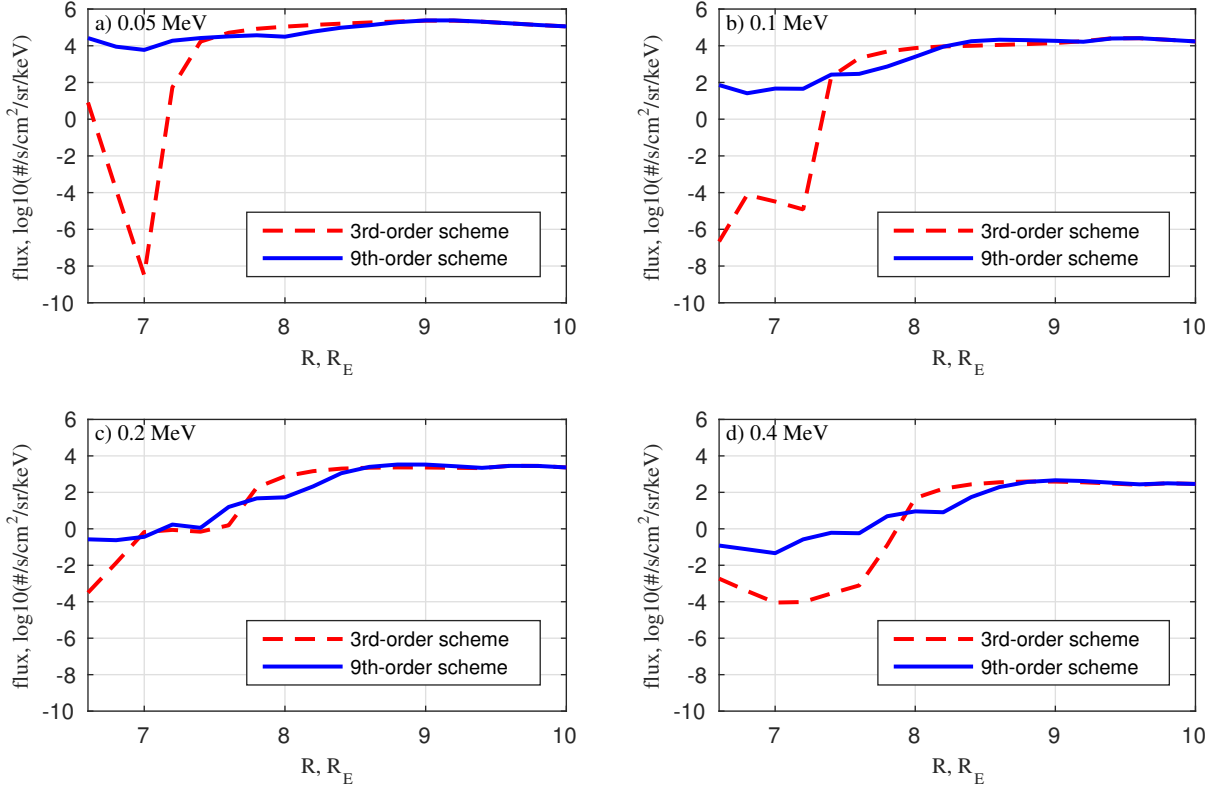 a) 0.05 MeV
6
4
2
0
-2
-4
-6
-8
-10
flux, log10(#/s/cm²/sr/keV)
3rd-order scheme
9th-order scheme
7 8 9 10
R, R_E
b) 0.1 MeV
6
4
2
0
-2
-4
-6
-8
-10
flux, log10(#/s/cm²/sr/keV)
3rd-order scheme
9th-order scheme
7 8 9 10
R, R_E
c) 0.2 MeV
6
4
2
0
-2
-4
-6
-8
-10
flux, log10(#/s/cm²/sr/keV)
3rd-order scheme
9th-order scheme
7 8 9 10
R, R_E
d) 0.4 MeV
6
4
2
0
-2
-4
-6
-8
-10
flux, log10(#/s/cm²/sr/keV)
3rd-order scheme
9th-order scheme
7 8 9 10
R, R_E